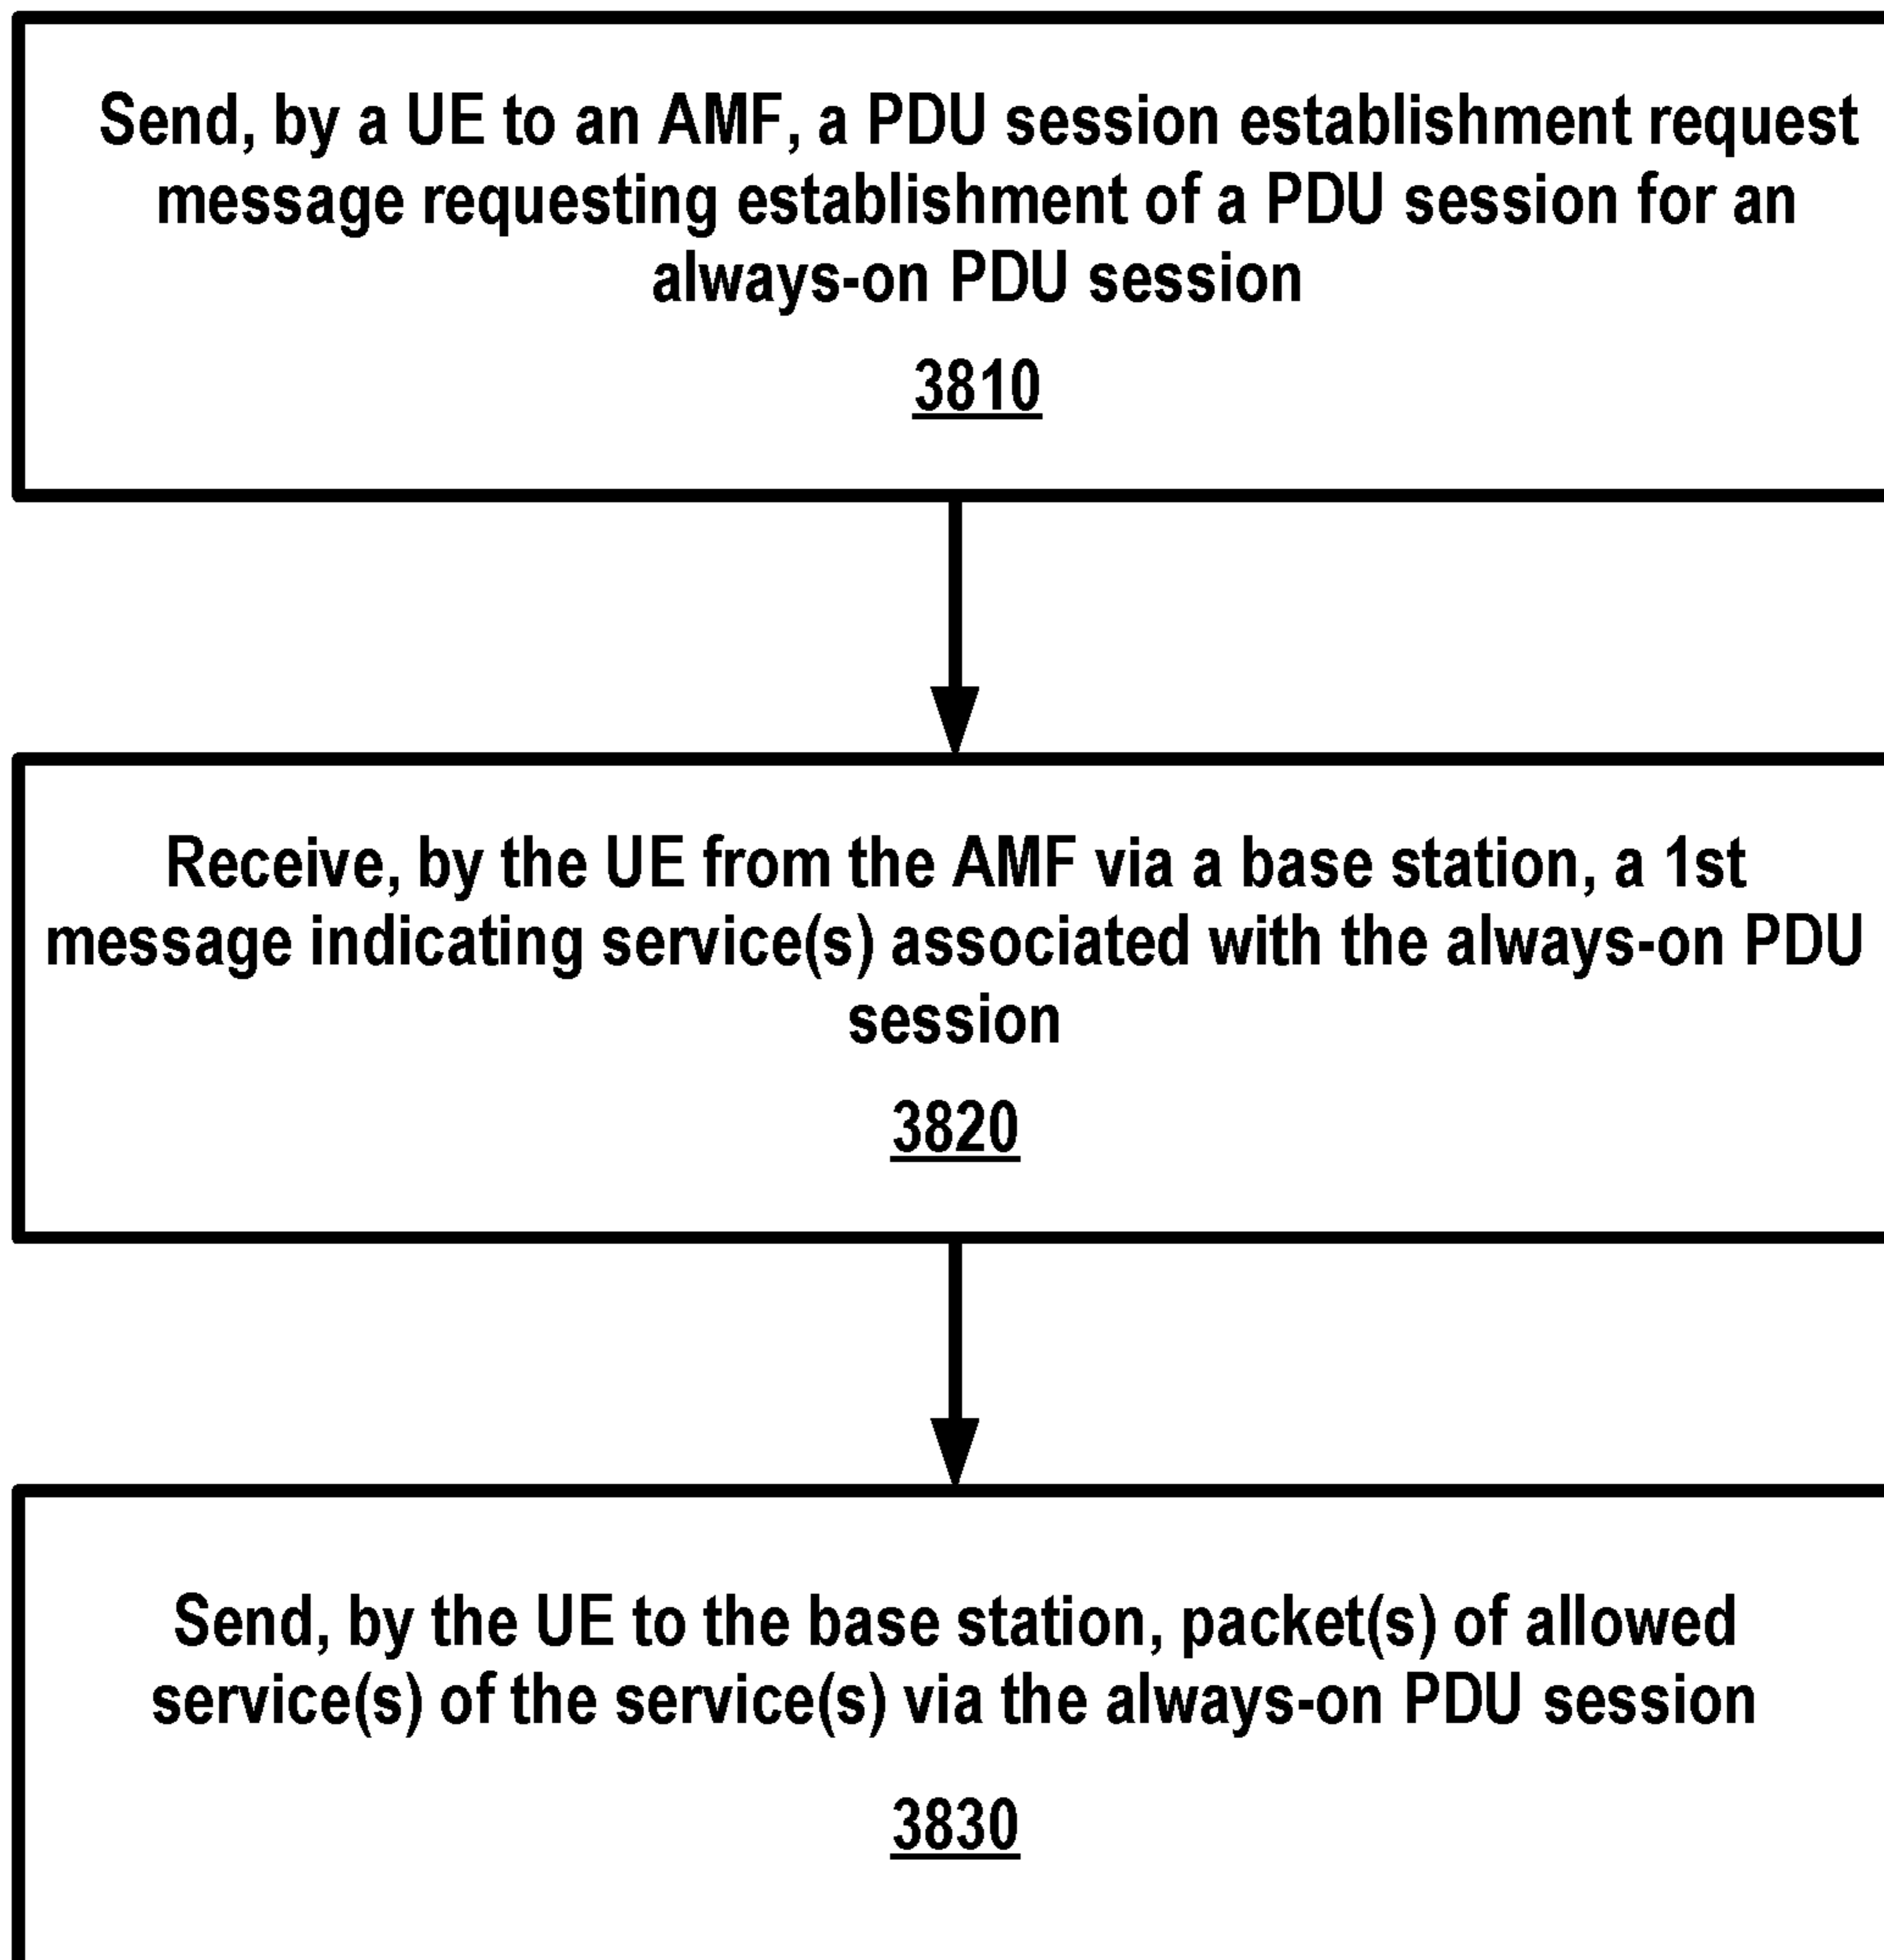 Send, by a UE to an AMF, a PDU session establishment request
message requesting establishment of a PDU session for an
always-on PDU session
3810
Receive, by the UE from the AMF via a base station, a 1st
message indicating service(s) associated with the always-on PDU
session
3820
Send, by the UE to the base station, packet(s) of allowed
service(s) of the service(s) via the always-on PDU session
3830